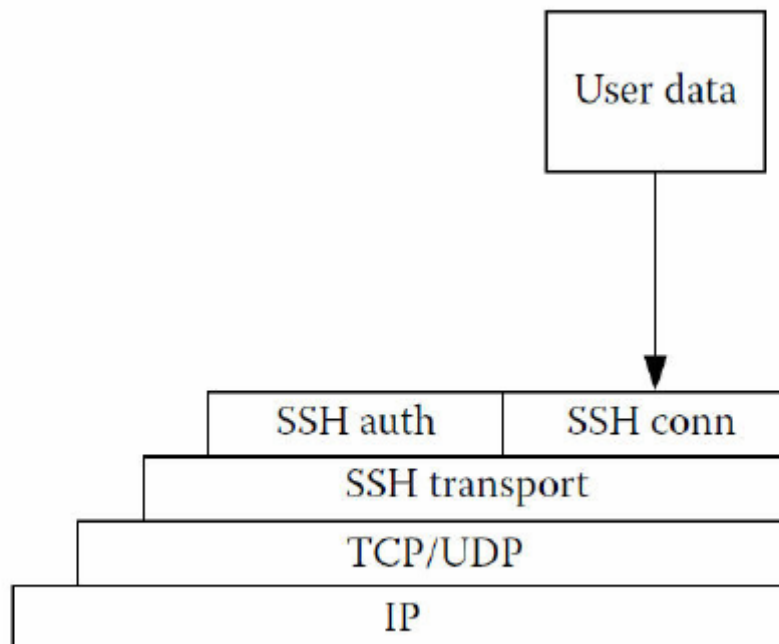 User data
SSH auth
SSH conn
SSH transport
TCP/UDP
IP